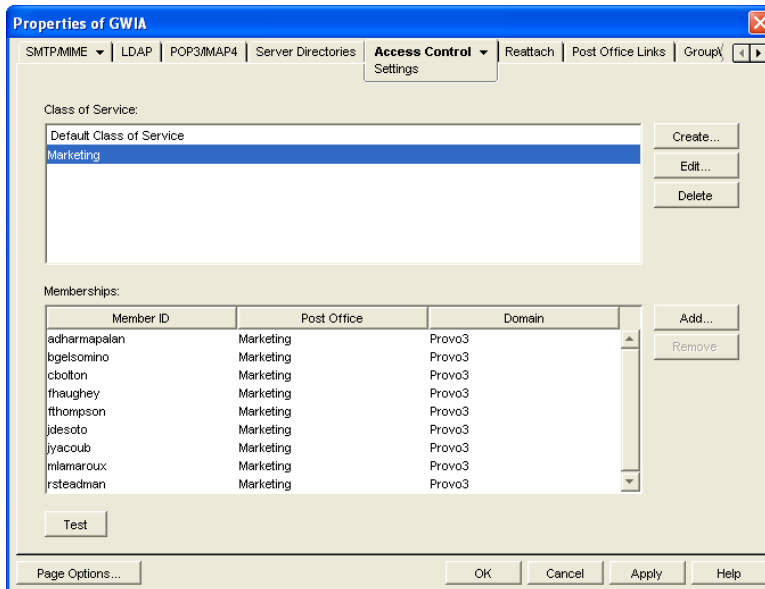 Properties of GWIA
SMTP/MIME LDAP POP3/IMAP4 Server Directories Access Control Reattach Post Office Links
Settings
Class of Service:
Default Class of Service
Marketing
Create...
Edit...
Delete
Memberships:
Member ID Post Office Domain
adharmapalan Marketing Provo3
bgelsomino Marketing Provo3
cbolton Marketing Provo3
fhaughey Marketing Provo3
fthompson Marketing Provo3
jdesoto Marketing Provo3
jyacoub Marketing Provo3
mlamaroux Marketing Provo3
rsteadman Marketing Provo3
Add...
Remove
Test
Page Options... OK Cancel Apply Help